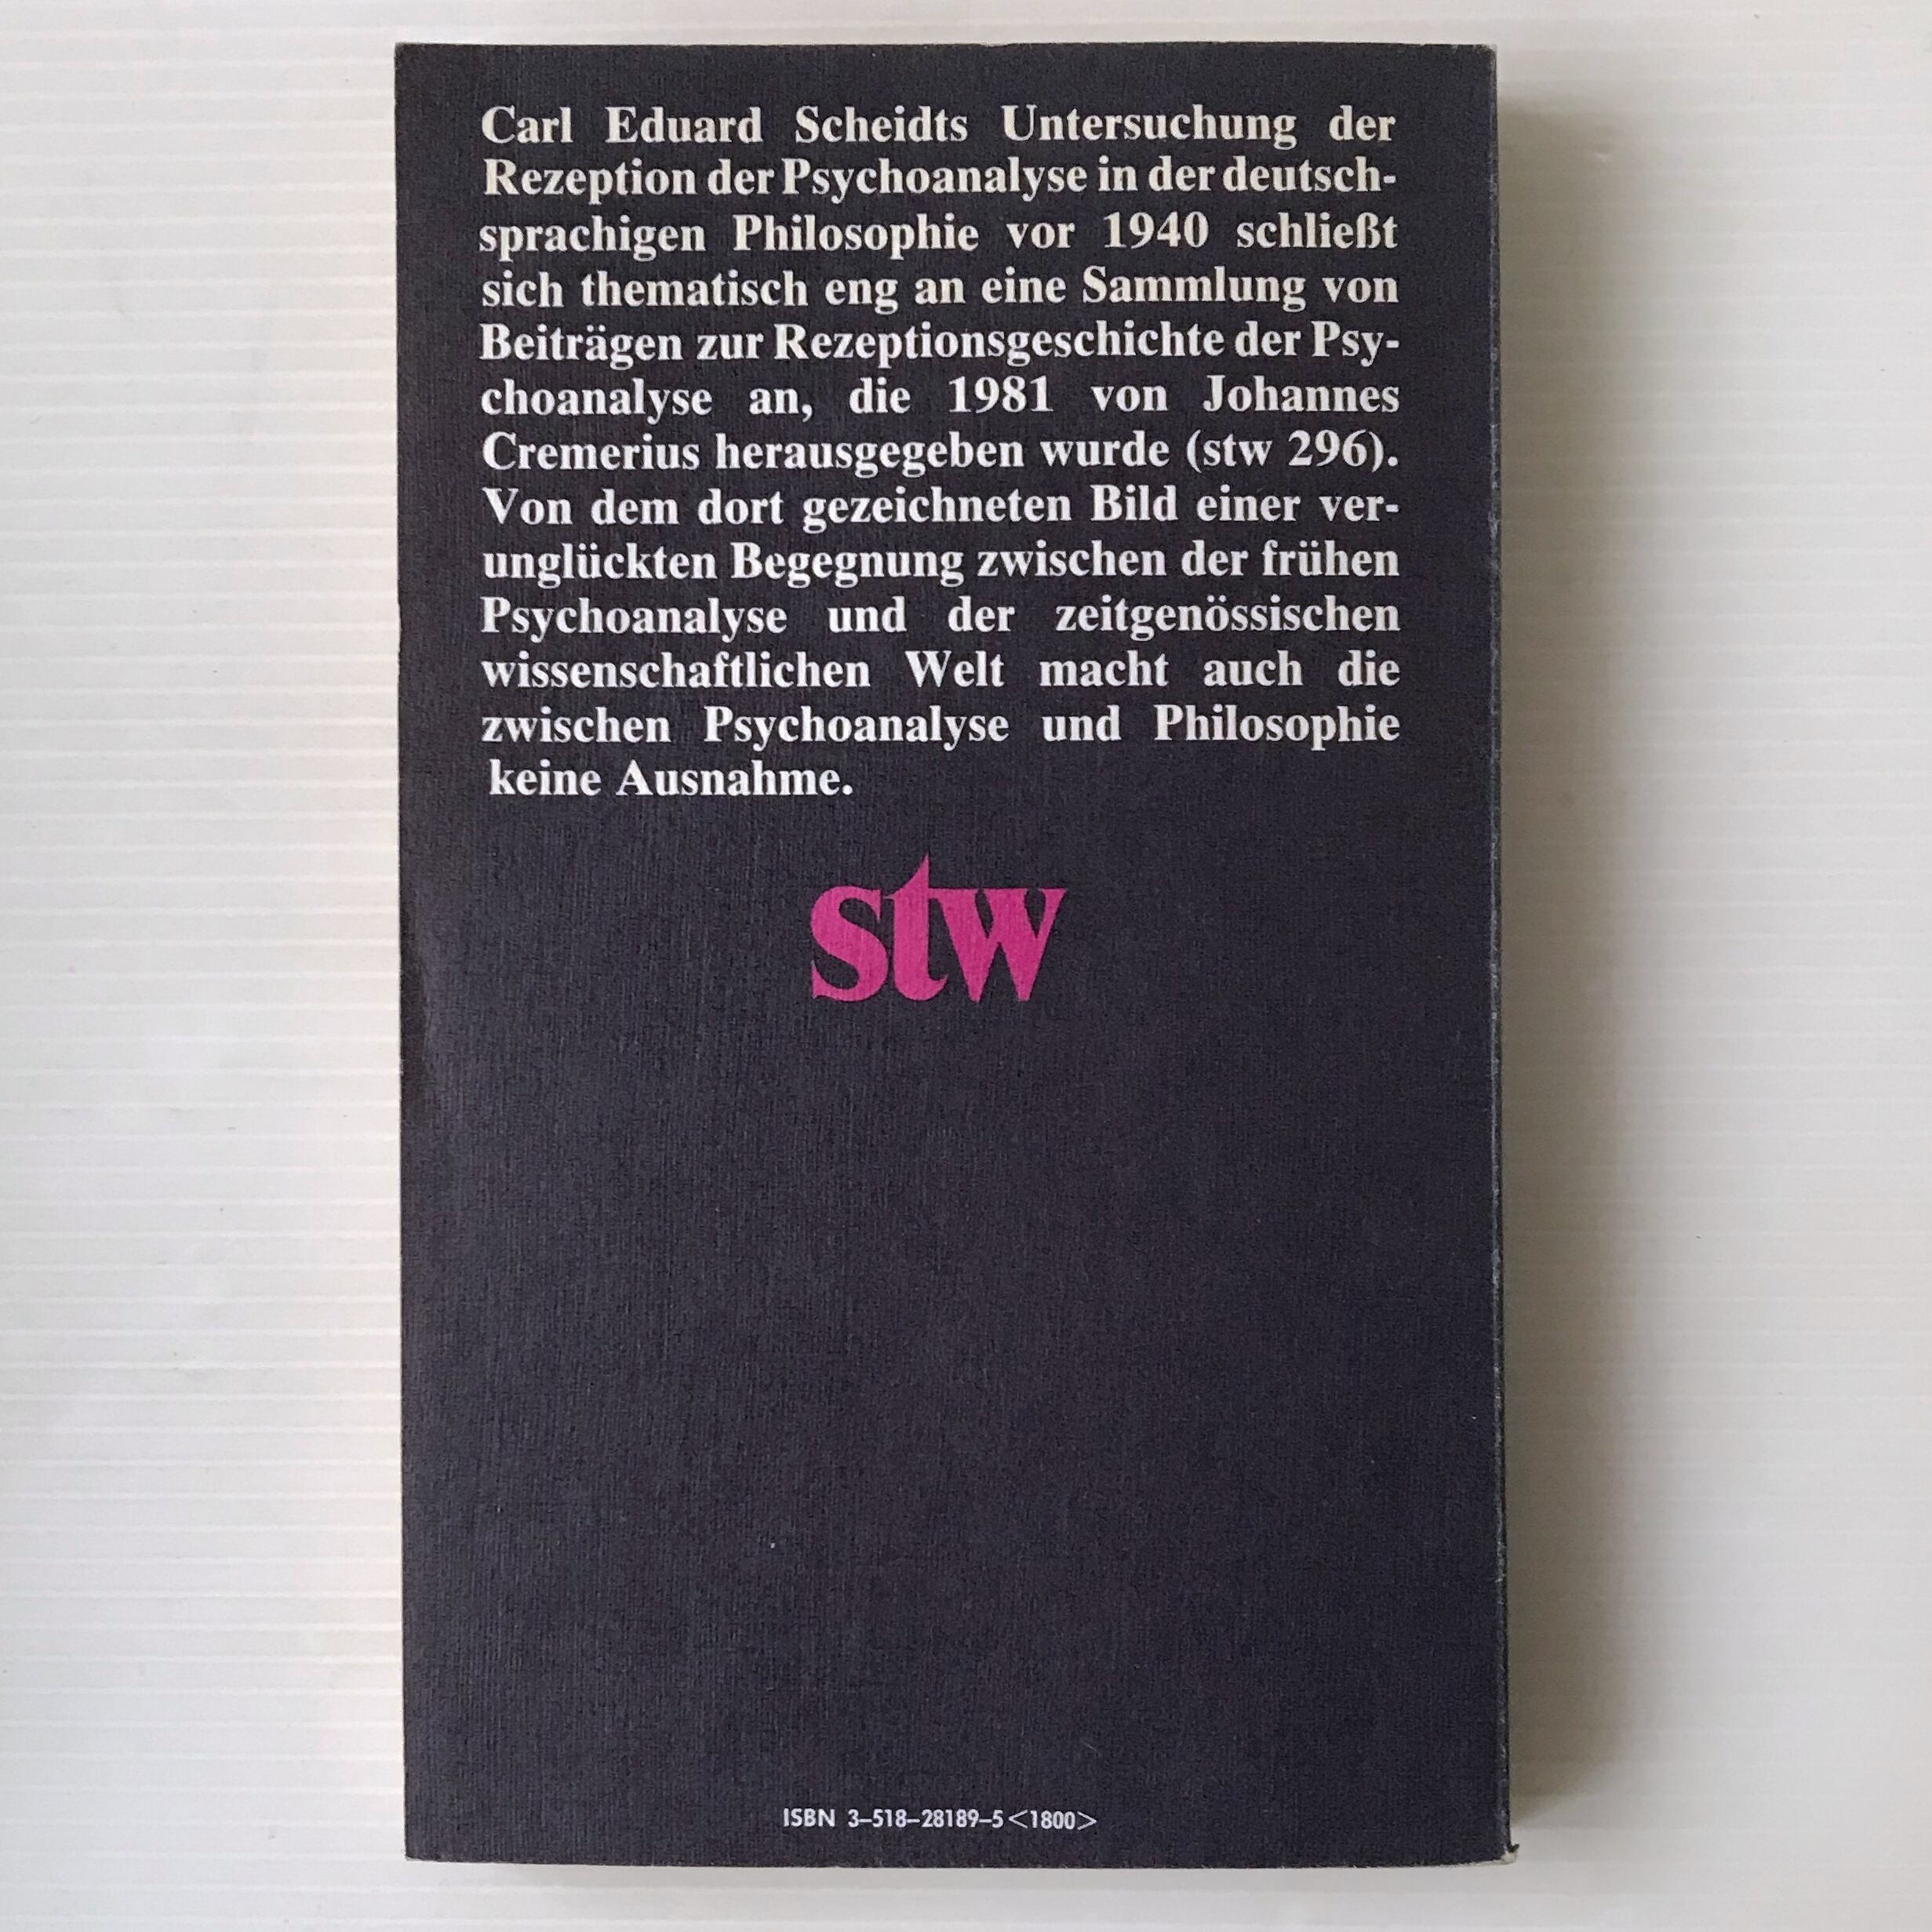 Carl Eduard Scheidts Untersuchung der
Rezeption der Psychoanalyse in der deutsch-
sprachigen Philosophie vor 1940 schließt
sich thematisch eng an eine Sammlung von
Beiträgen zur Rezeptionsgeschichte der Psy-
choanalyse an, die 1981 von Johannes
Cremerius herausgegeben wurde (stw 296).
Von dem dort gezeichneten Bild einer ver-
unglückten Begegnung zwischen der frühen
Psychoanalyse und der zeitgenössischen
wissenschaftlichen Welt macht auch die
zwischen Psychoanalyse und Philosophie
keine Ausnahme.
stw
ISBN 3–518–28189–5<1800>